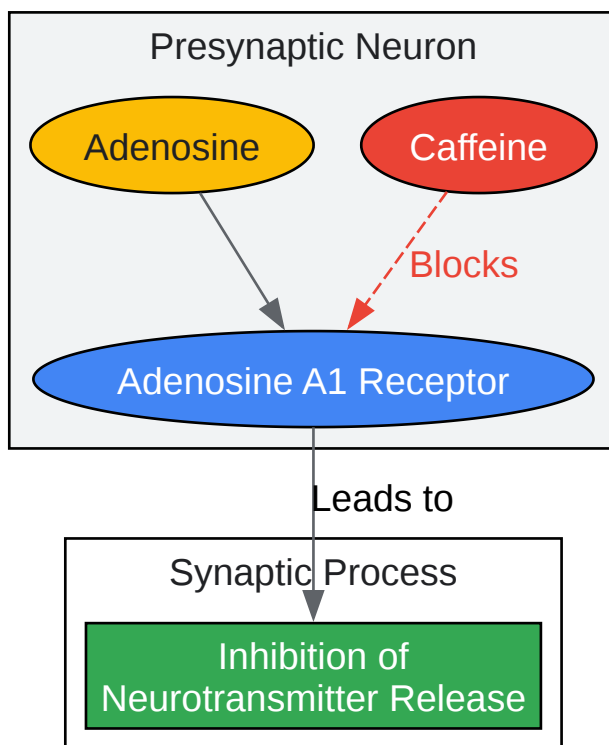 Presynaptic Neuron
Adenosine
Caffeine
Blocks
Adenosine A1 Receptor
Leads to
Synaptic Process
Inhibition of
Neurotransmitter Release